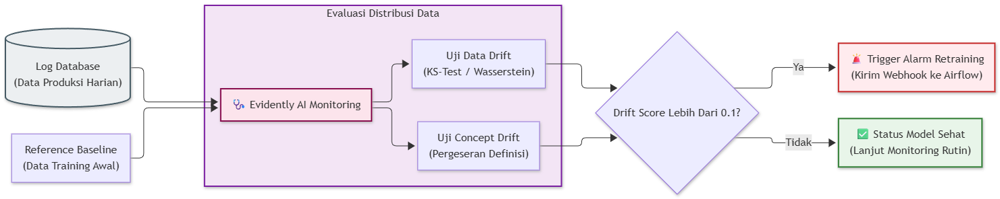 Evaluasi Distribusi Data
Log Database
(Data Produksi Harian)
Reference Baseline
(Data Training Awal)
🩺 Evidently AI Monitoring
Uji Data Drift
(KS-Test / Wasserstein)
Uji Concept Drift
(Pergeseran Definisi)
Drift Score Lebih Dari 0.1?
Ya
Tidak
🚨 Trigger Alarm Retraining
(Kirim Webhook ke Airflow)
✅ Status Model Sehat
(Lanjut Monitoring Rutin)